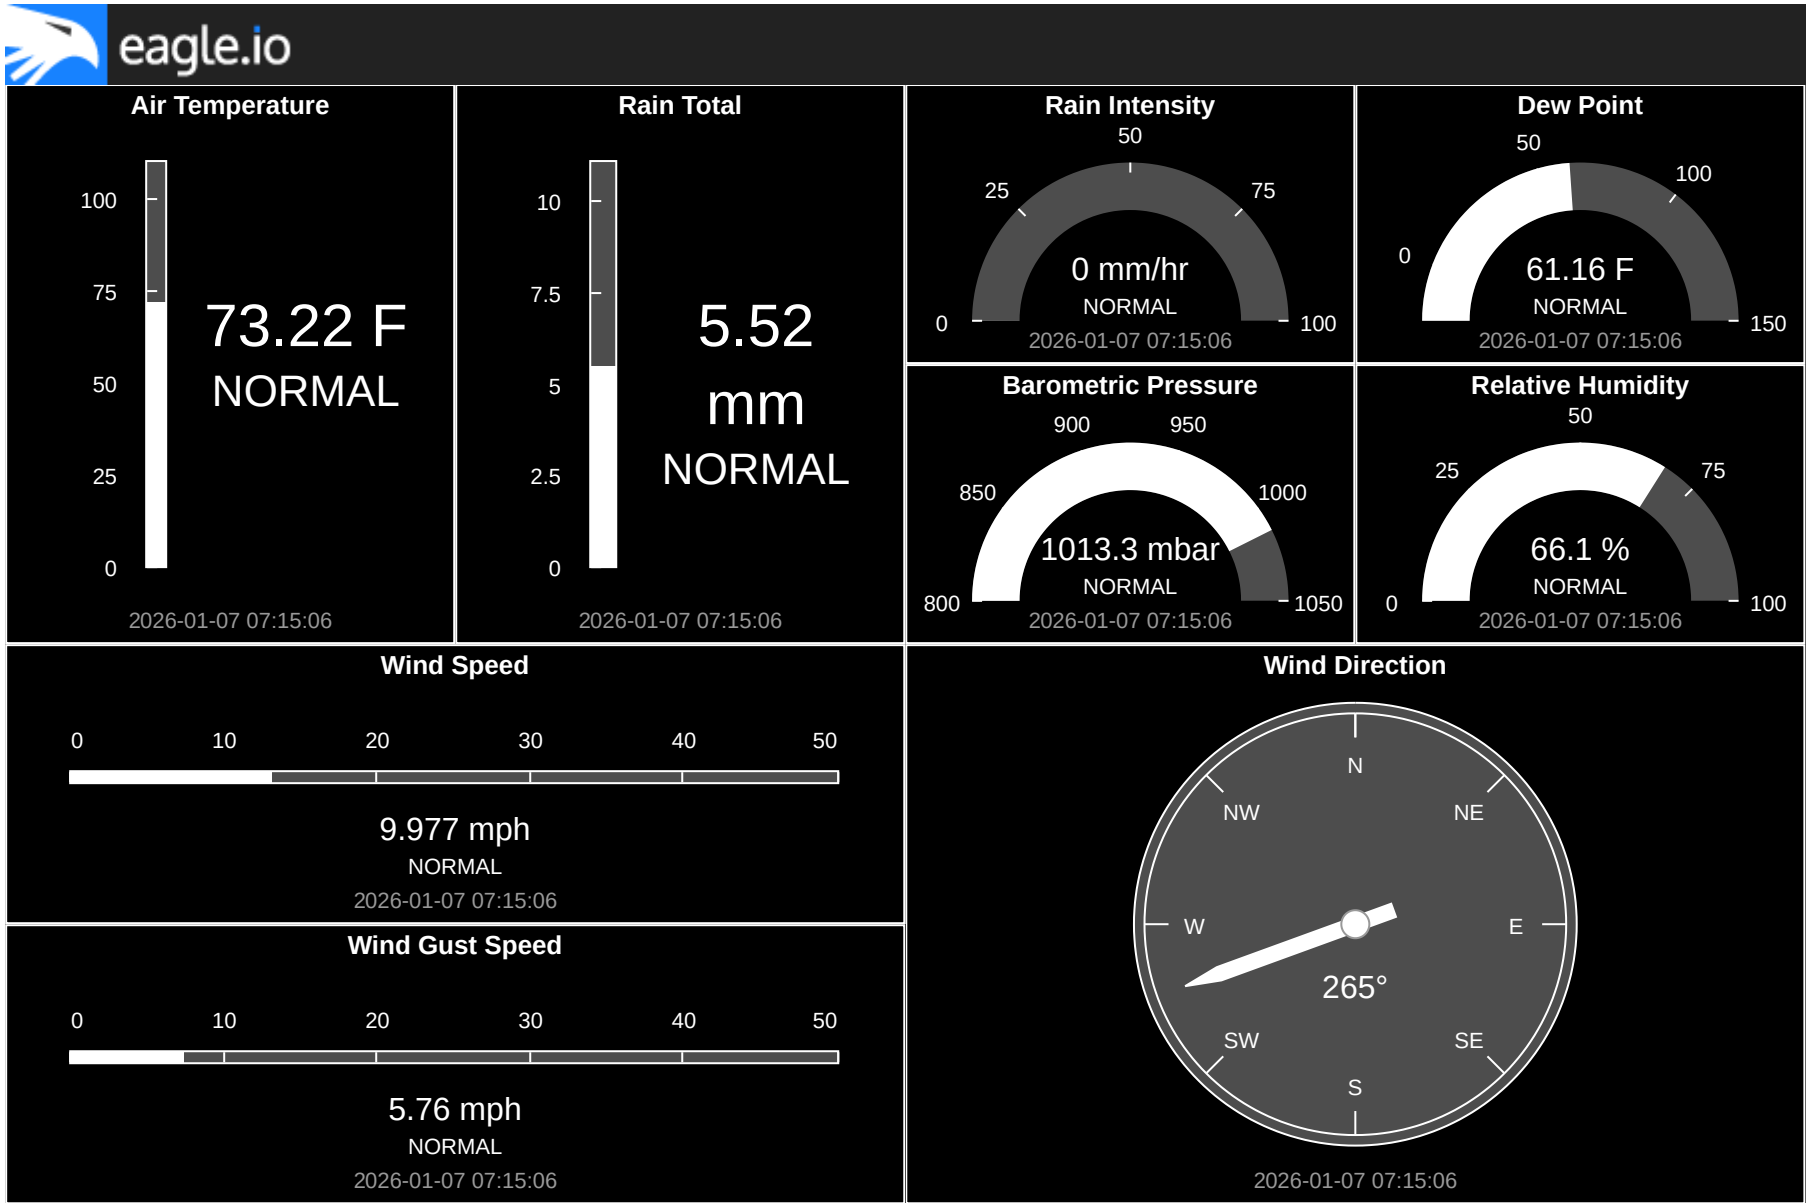 eagle.io
Air Temperature
100
75
50
25
0
73.22 F
NORMAL
2026-01-07 07:15:06
Rain Total
10
7.5
5
2.5
0
5.52
mm
NORMAL
2026-01-07 07:15:06
Rain Intensity
0
25
50
75
100
0 mm/hr
NORMAL
2026-01-07 07:15:06
Dew Point
0
50
100
150
61.16 F
NORMAL
2026-01-07 07:15:06
Barometric Pressure
800
850
900
950
1000
1050
1013.3 mbar
NORMAL
2026-01-07 07:15:06
Relative Humidity
0
25
50
75
100
66.1 %
NORMAL
2026-01-07 07:15:06
Wind Speed
0 10 20 30 40 50
9.977 mph
NORMAL
2026-01-07 07:15:06
Wind Gust Speed
0 10 20 30 40 50
5.76 mph
NORMAL
2026-01-07 07:15:06
Wind Direction
N
NW NE
W E
265°
SW SE
S
2026-01-07 07:15:06